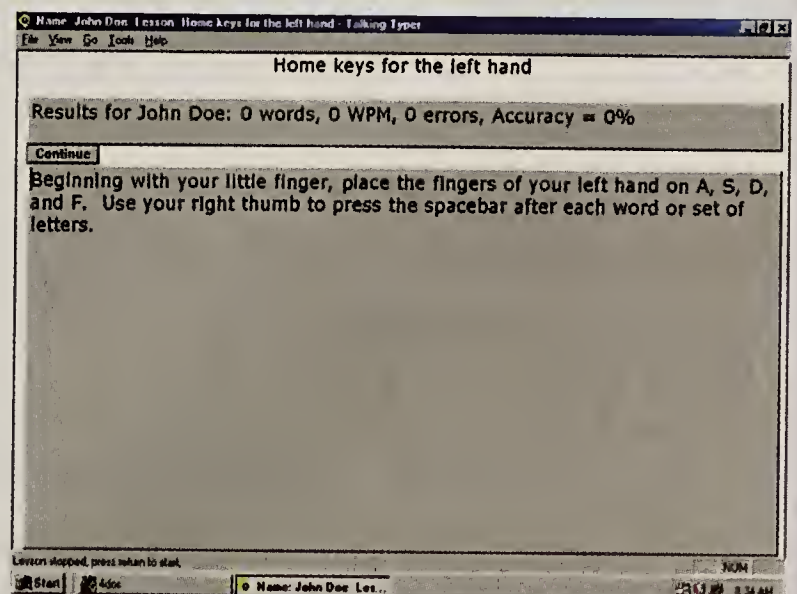 Name: John Doe Lesson: Home keys for the left hand - Talking Typer
File View Go Tools Help
Home keys for the left hand
Results for John Doe: 0 words, 0 WPM, 0 errors, Accuracy = 0%
Continue
Beginning with your little finger, place the fingers of your left hand on A, S, D,
and F. Use your right thumb to press the spacebar after each word or set of
letters.
Lesson stopped, press return to start.
NUM
Start
Name: John Doe Les...
8:34 AM